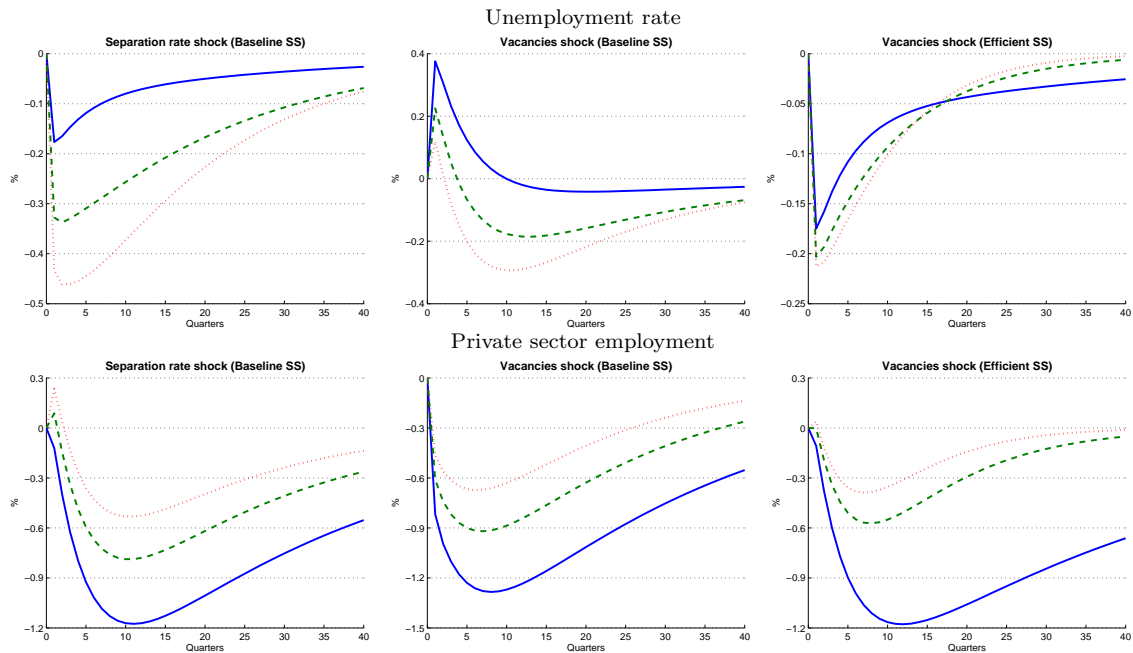 Unemployment rate
Separation rate shock (Baseline SS)
0
−0.1
−0.2
−0.3
−0.4
−0.5
%
0 5 10 15 20 25 30 35 40
Quarters
Vacancies shock (Baseline SS)
0.4
0.2
0
−0.2
−0.4
%
0 5 10 15 20 25 30 35 40
Quarters
Vacancies shock (Efficient SS)
0
−0.05
−0.1
−0.15
−0.2
−0.25
%
0 5 10 15 20 25 30 35 40
Quarters
Private sector employment
Separation rate shock (Baseline SS)
0.3
0
−0.3
−0.6
−0.9
−1.2
%
0 5 10 15 20 25 30 35 40
Quarters
Vacancies shock (Baseline SS)
0
−0.3
−0.6
−0.9
−1.2
−1.5
%
0 5 10 15 20 25 30 35 40
Quarters
Vacancies shock (Efficient SS)
0.3
0
−0.3
−0.6
−0.9
−1.2
%
0 5 10 15 20 25 30 35 40
Quarters